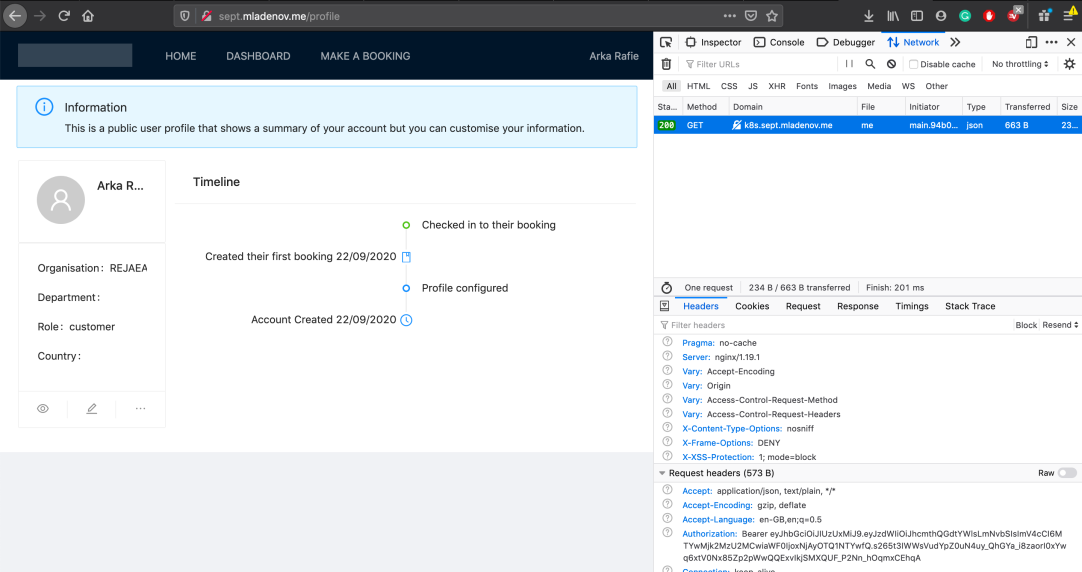 sept.mladenov.me/profile
HOME DASHBOARD MAKE A BOOKING Arka Rafie
Information
This is a public user profile that shows a summary of your account but you can customise your information.
Arka R...
Organisation: REJAEA
Department:
Role: customer
Country:
Timeline
Checked in to their booking
Created their first booking 22/09/2020
Profile configured
Account Created 22/09/2020
Inspector Console Debugger Network
Filter URLs Disable cache No throttling
All HTML CSS JS XHR Fonts Images Media WS Other
Sta... Method Domain File Initiator Type Transferred Size
200 GET k8s.sept.mladenov.me me main.94b0... json 663 B 23...
One request 234 B / 663 B transferred Finish: 201 ms
Headers Cookies Request Response Timings Stack Trace
Filter headers Block Resend
Pragma: no-cache
Server: nginx/1.19.1
Vary: Accept-Encoding
Vary: Origin
Vary: Access-Control-Request-Method
Vary: Access-Control-Request-Headers
X-Content-Type-Options: nosniff
X-Frame-Options: DENY
X-XSS-Protection: 1; mode=block
Request headers (573 B) Raw
Accept: application/json, text/plain, */*
Accept-Encoding: gzip, deflate
Accept-Language: en-GB,en;q=0.5
Authorization: Bearer
Connection: keep-alive